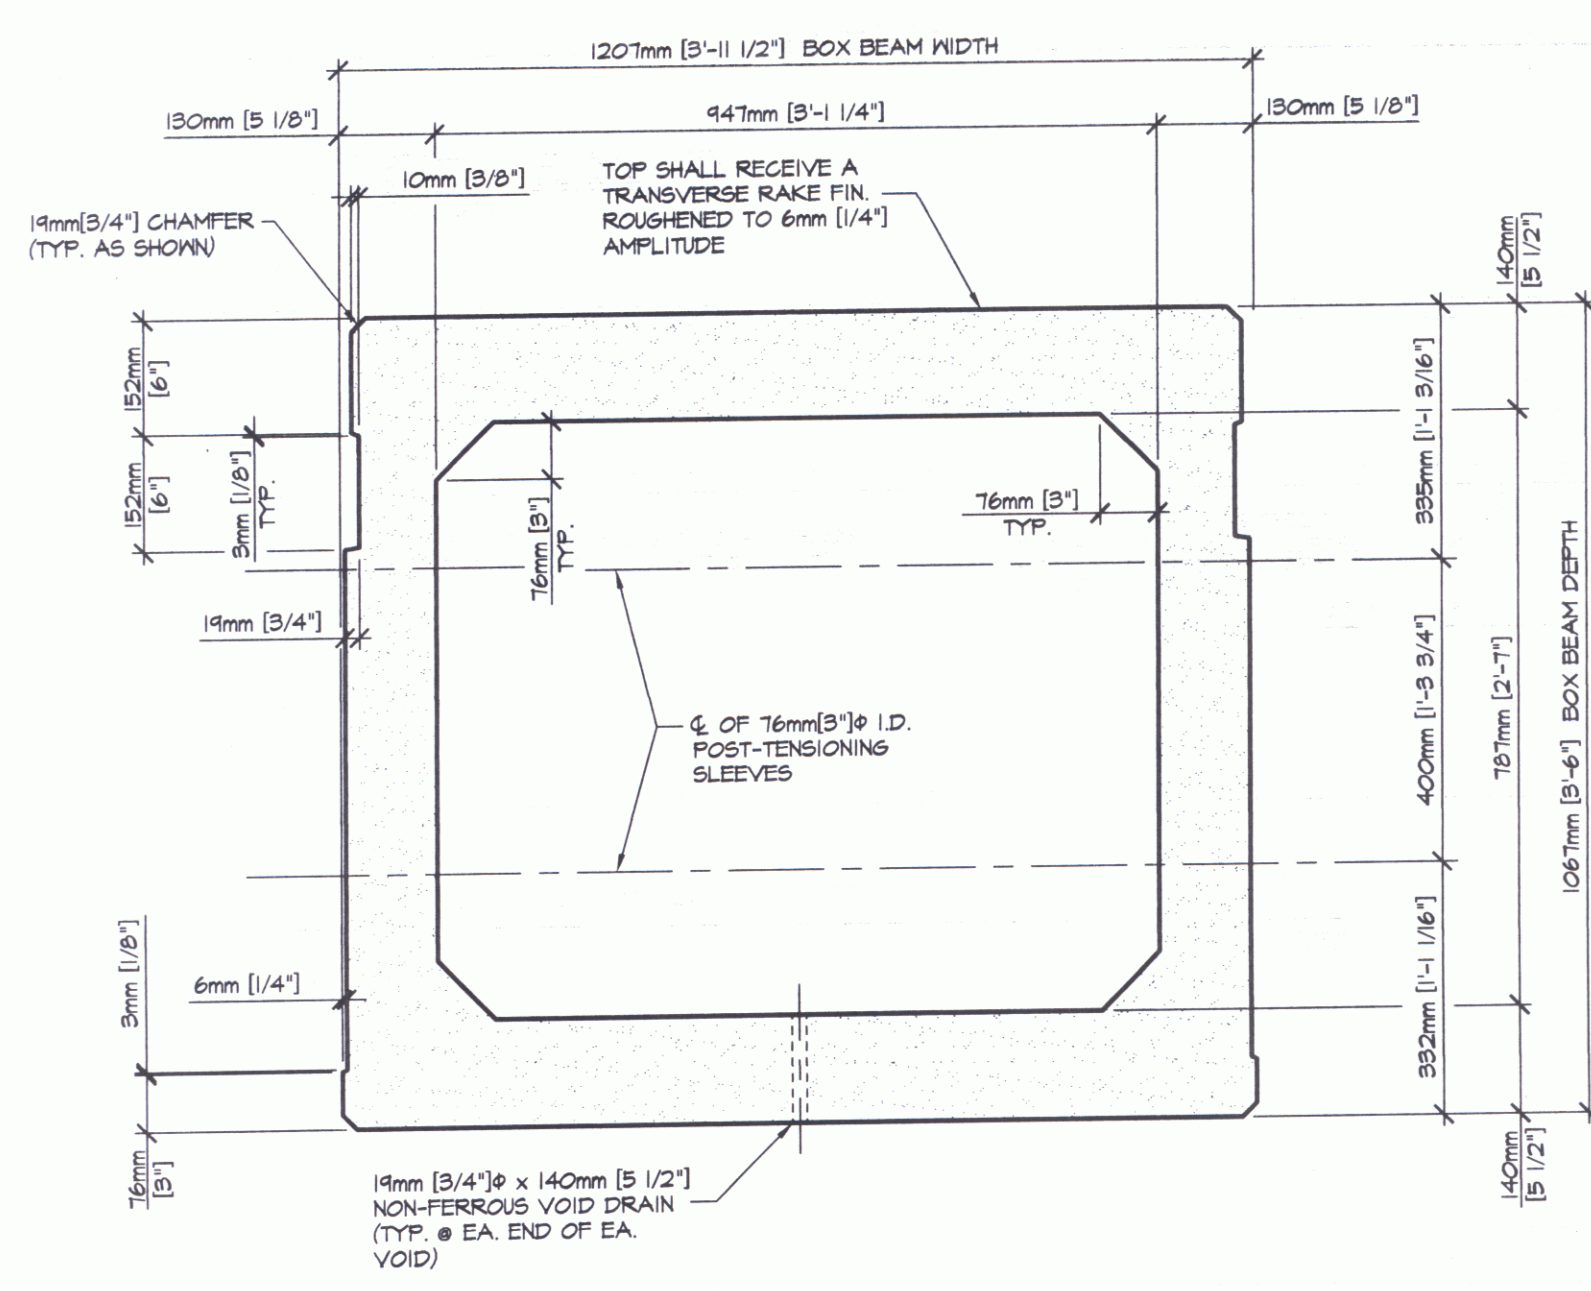 1207mm [3'-11 1/2"] BOX BEAM WIDTH
130mm [5 1/8"]
947mm [3'-1 1/4"]
130mm [5 1/8"]
10mm [3/8"]
TOP SHALL RECEIVE A
TRANSVERSE RAKE FIN.
ROUGHENED TO 6mm [1/4"]
AMPLITUDE
19mm[3/4"] CHAMFER
(TYP. AS SHOWN)
140mm
[5 1/2"]
152mm
[6"]
152mm
[6"]
3mm [1/8"]
TYP.
76mm [3"]
TYP.
76mm [3"]
TYP.
335mm [1'-1 3/16"]
19mm [3/4"]
℄ OF 76mm[3"]Φ I.D.
POST-TENSIONING
SLEEVES
400mm [1'-3 3/4"]
787mm [2'-7"]
1067mm [3'-6"] BOX BEAM DEPTH
3mm [1/8"]
6mm [1/4"]
332mm [1'-1 1/16"]
76mm
[3"]
140mm
[5 1/2"]
19mm [3/4"]Φ x 140mm [5 1/2"]
NON-FERROUS VOID DRAIN
(TYP. @ EA. END OF EA.
VOID)